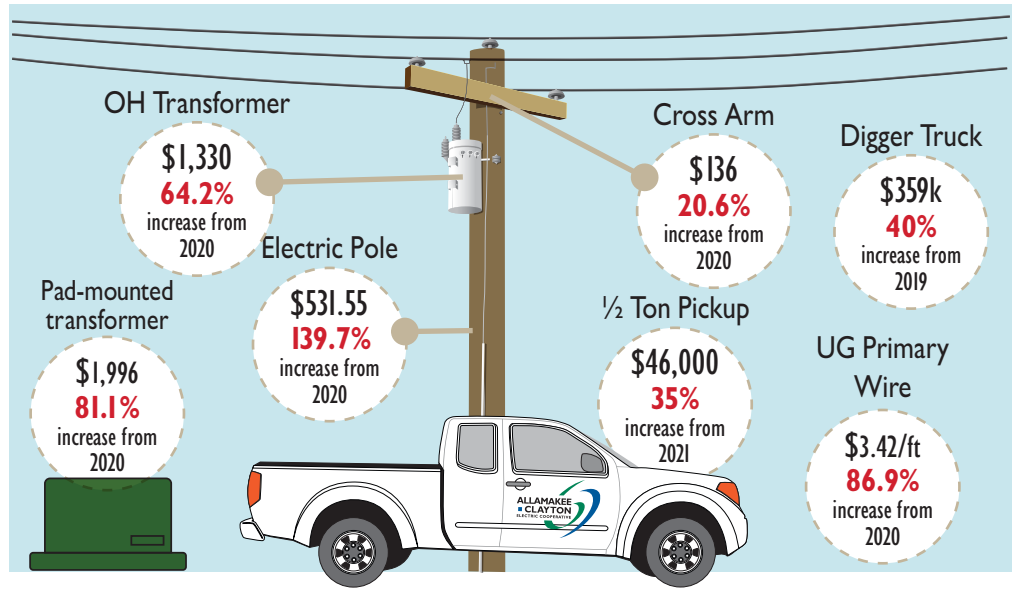 OH Transformer
$1,330
64.2%
increase from
2020
Cross Arm
$136
20.6%
increase from
2020
Digger Truck
$359k
40%
increase from
2019
Electric Pole
$531.55
139.7%
increase from
2020
Pad-mounted
transformer
$1,996
81.1%
increase from
2020
½ Ton Pickup
$46,000
35%
increase from
2021
UG Primary
Wire
$3.42/ft
86.9%
increase from
2020
ALLAMAKEE
CLAYTON
ELECTRIC COOPERATIVE